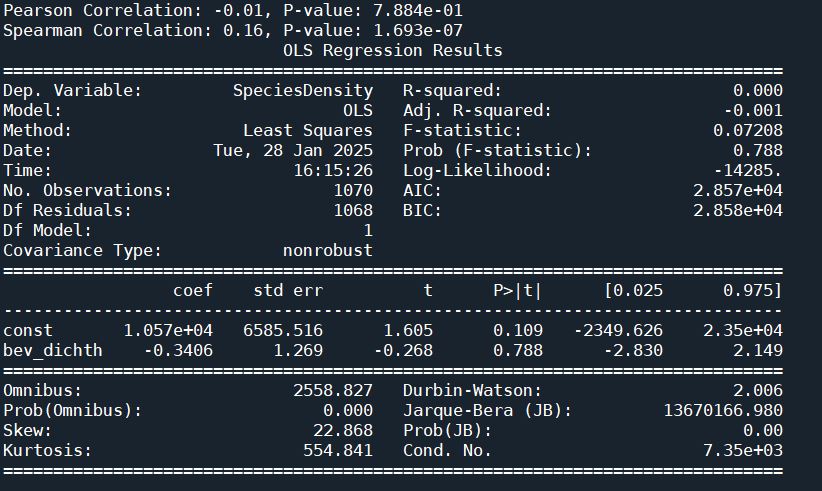 Pearson Correlation: -0.01, P-value: 7.884e-01
Spearman Correlation: 0.16, P-value: 1.693e-07
                            OLS Regression Results
==============================================================================
Dep. Variable:         SpeciesDensity   R-squared:                       0.000
Model:                            OLS   Adj. R-squared:                 -0.001
Method:                 Least Squares   F-statistic:                   0.07208
Date:                Tue, 28 Jan 2025   Prob (F-statistic):              0.788
Time:                        16:15:26   Log-Likelihood:                -14285.
No. Observations:                1070   AIC:                         2.857e+04
Df Residuals:                    1068   BIC:                         2.858e+04
Df Model:                           1
Covariance Type:            nonrobust
==============================================================================
                 coef    std err          t      P>|t|      [0.025      0.975]
------------------------------------------------------------------------------
const       1.057e+04   6585.516      1.605      0.109   -2349.626    2.35e+04
bev_dichth    -0.3406      1.269     -0.268      0.788      -2.830       2.149
==============================================================================
Omnibus:                     2558.827   Durbin-Watson:                   2.006
Prob(Omnibus):                  0.000   Jarque-Bera (JB):         13670166.980
Skew:                          22.868   Prob(JB):                         0.00
Kurtosis:                     554.841   Cond. No.                     7.35e+03
==============================================================================